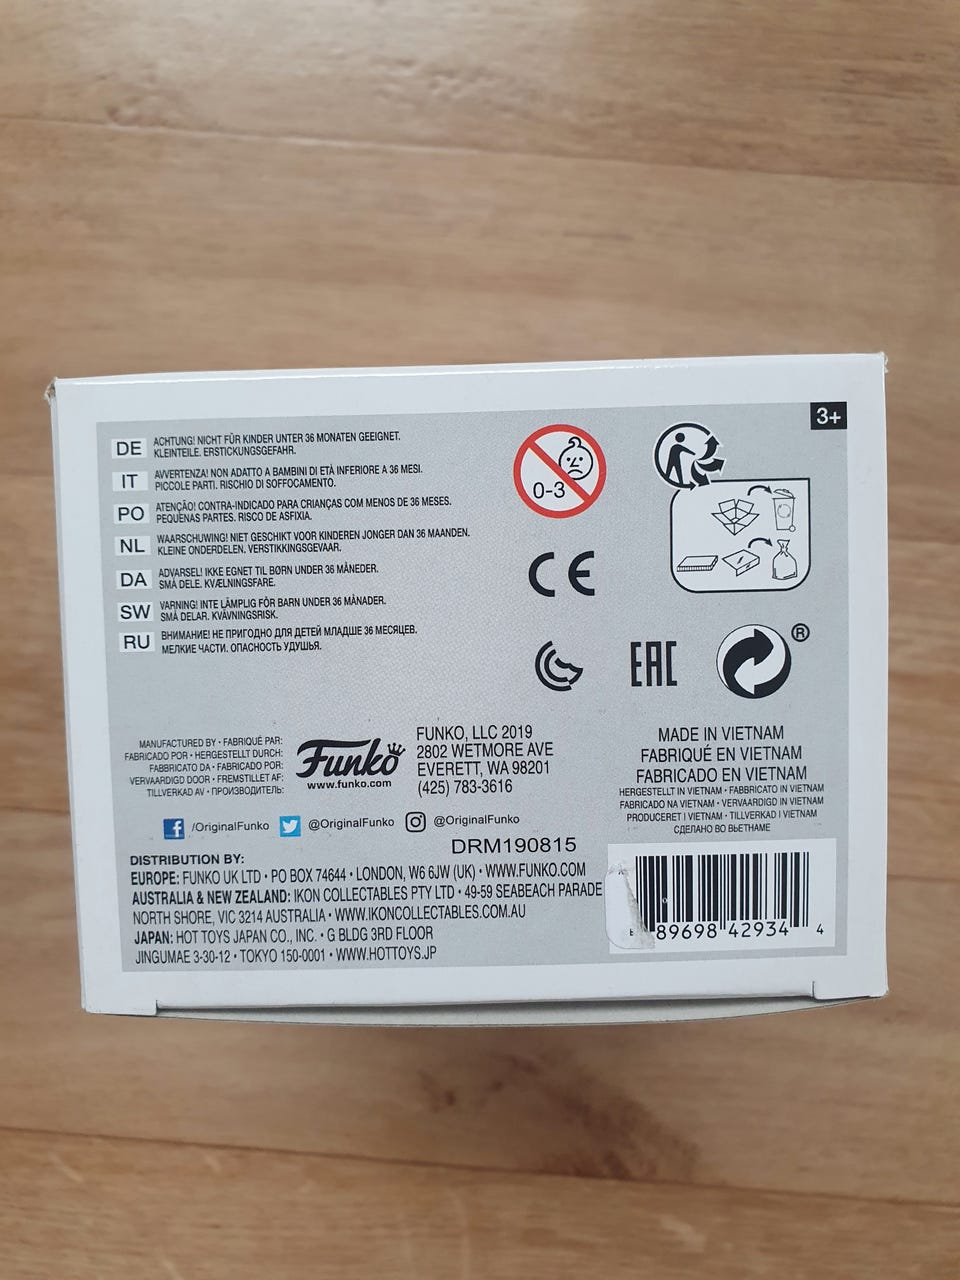 3+
DE ACHTUNG! NICHT FÜR KINDER UNTER 36 MONATEN GEEIGNET.
KLEINTEILE. ERSTICKUNGSGEFAHR.
IT AVVERTENZA! NON ADATTO A BAMBINI DI ETÀ INFERIORE A 36 MESI.
PICCOLE PARTI. RISCHIO DI SOFFOCAMENTO.
PO ATENÇÃO! CONTRA-INDICADO PARA CRIANÇAS COM MENOS DE 36 MESES.
PEQUENAS PARTES. RISCO DE ASFIXIA.
NL WAARSCHUWING! NIET GESCHIKT VOOR KINDEREN JONGER DAN 36 MAANDEN.
KLEINE ONDERDELEN. VERSTIKKINGSGEVAAR.
DA ADVARSEL! IKKE EGNET TIL BØRN UNDER 36 MÅNEDER.
SMÅ DELE. KVÆLNINGSFARE.
SW VARNING! INTE LÄMPLIG FÖR BARN UNDER 36 MÅNADER.
SMÅ DELAR. KVÄVNINGSRISK.
RU ВНИМАНИЕ! НЕ ПРИГОДНО ДЛЯ ДЕТЕЙ МЛАДШЕ 36 МЕСЯЦЕВ.
МЕЛКИЕ ЧАСТИ. ОПАСНОСТЬ УДУШЬЯ.
0-3
CE
EAC
®
MANUFACTURED BY • FABRIQUÉ PAR:
FABRICADO POR • HERGESTELLT DURCH:
FABBRICATO DA • FABRICADO POR:
VERVAARDIGD DOOR • FREMSTILLET AF:
TILLVERKAD AV • ПРОИЗВОДИТЕЛЬ:
Funko
www.funko.com
FUNKO, LLC 2019
2802 WETMORE AVE
EVERETT, WA 98201
(425) 783-3616
MADE IN VIETNAM
FABRIQUÉ EN VIETNAM
FABRICADO EN VIETNAM
HERGESTELLT IN VIETNAM • FABBRICATO IN VIETNAM
FABRICADO NA VIETNAM • VERVAARDIGD IN VIETNAM
PRODUCERET I VIETNAM • TILLVERKAD I VIETNAM
СДЕЛАНО ВО ВЬЕТНАМЕ
/OriginalFunko @OriginalFunko @OriginalFunko
DRM190815
DISTRIBUTION BY:
EUROPE: FUNKO UK LTD • PO BOX 74644 • LONDON, W6 6JW (UK) • WWW.FUNKO.COM
AUSTRALIA & NEW ZEALAND: IKON COLLECTABLES PTY LTD • 49-59 SEABEACH PARADE
NORTH SHORE, VIC 3214 AUSTRALIA • WWW.IKONCOLLECTABLES.COM.AU
JAPAN: HOT TOYS JAPAN CO., INC. • G BLDG 3RD FLOOR
JINGUMAE 3-30-12 • TOKYO 150-0001 • WWW.HOTTOYS.JP
89698 42934 4